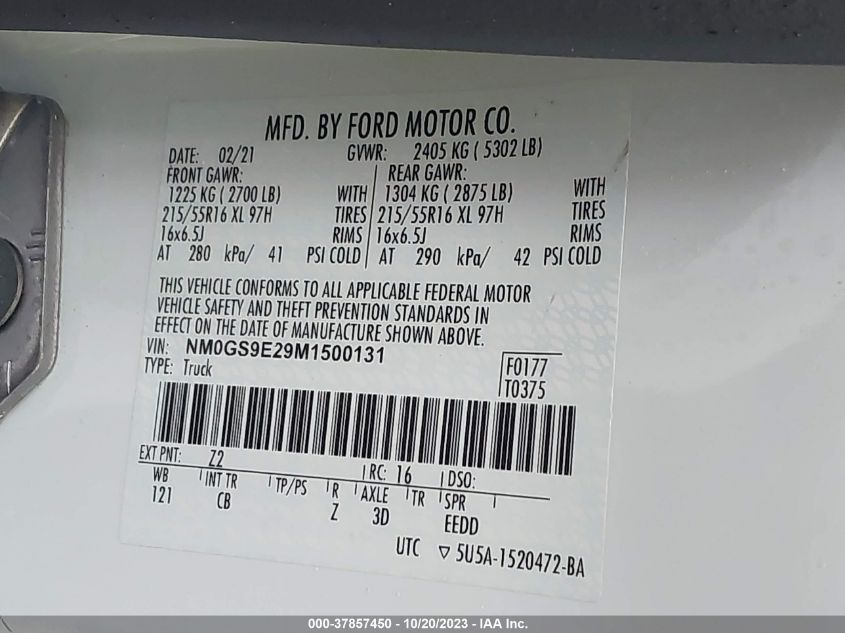 MFD. BY FORD MOTOR CO.
DATE: 02/21 GVWR: 2405 KG ( 5302 LB)
FRONT GAWR: REAR GAWR:
1225 KG ( 2700 LB) WITH 1304 KG ( 2875 LB) WITH
215/55R16 XL 97H TIRES 215/55R16 XL 97H TIRES
16x6.5J RIMS 16x6.5J RIMS
AT 280 kPa/ 41 PSI COLD AT 290 kPa/ 42 PSI COLD
THIS VEHICLE CONFORMS TO ALL APPLICABLE FEDERAL MOTOR
VEHICLE SAFETY AND THEFT PREVENTION STANDARDS IN
EFFECT ON THE DATE OF MANUFACTURE SHOWN ABOVE.
VIN: NM0GS9E29M1500131 F0177
TYPE: Truck T0375
EXT PNT: Z2 RC: 16 DSO:
WB INT TR TP/PS R AXLE TR SPR
121 CB Z 3D EEDD
UTC ▽ 5U5A-1520472-BA
000-37857450 - 10/20/2023 - IAA Inc.